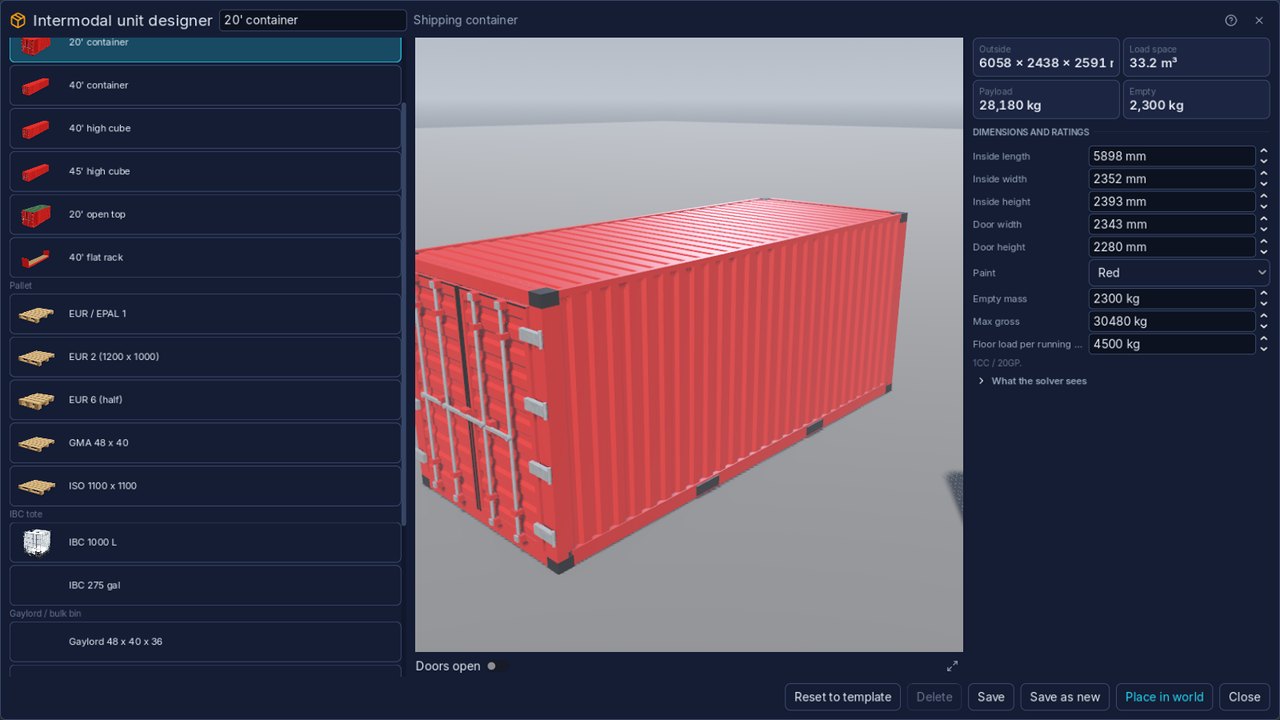 Intermodal unit designer
20' container
Shipping container
20' container
40' container
40' high cube
45' high cube
20' open top
40' flat rack
Pallet
EUR / EPAL 1
EUR 2 (1200 x 1000)
EUR 6 (half)
GMA 48 x 40
ISO 1100 x 1100
IBC tote
IBC 1000 L
IBC 275 gal
Gaylord / bulk bin
Gaylord 48 x 40 x 36
Doors open
Outside
6058 × 2438 × 2591
Load space
33.2 m³
Payload
28,180 kg
Empty
2,300 kg
DIMENSIONS AND RATINGS
Inside length
5898 mm
Inside width
2352 mm
Inside height
2393 mm
Door width
2343 mm
Door height
2280 mm
Paint
Red
Empty mass
2300 kg
Max gross
30480 kg
Floor load per running ...
4500 kg
1CC / 20GP.
What the solver sees
Reset to template
Delete
Save
Save as new
Place in world
Close